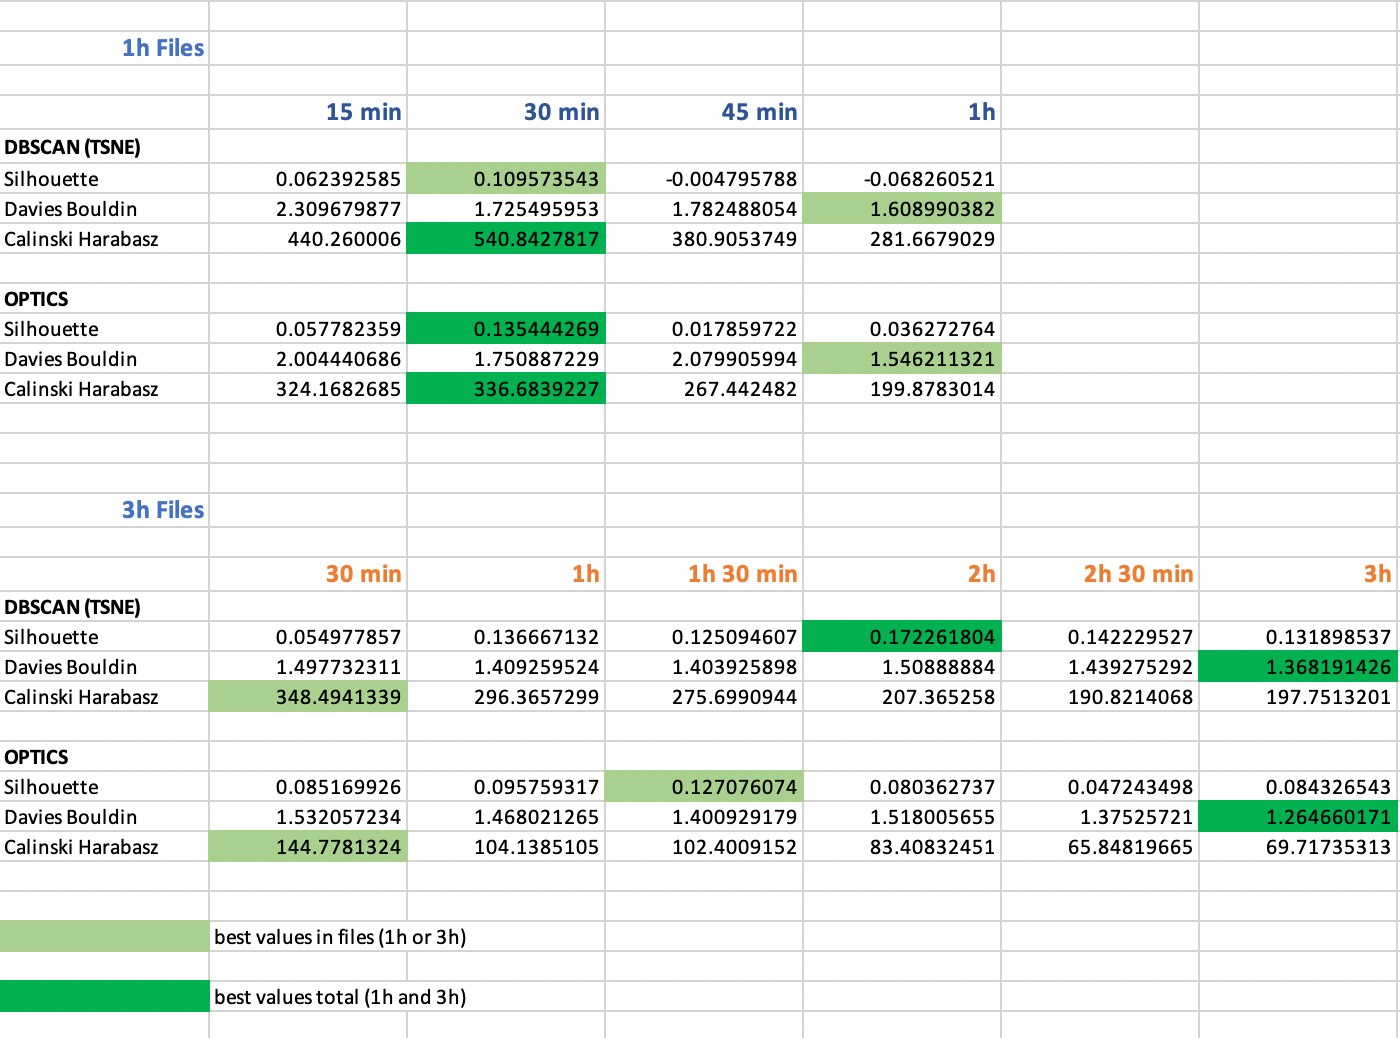 1h Files
15 min 30 min 45 min 1h
DBSCAN (TSNE)
Silhouette 0.062392585 0.109573543 -0.004795788 -0.068260521
Davies Bouldin 2.309679877 1.725495953 1.782488054 1.608990382
Calinski Harabasz 440.260006 540.8427817 380.9053749 281.6679029
OPTICS
Silhouette 0.057782359 0.135444269 0.017859722 0.036272764
Davies Bouldin 2.004440686 1.750887229 2.079905994 1.546211321
Calinski Harabasz 324.1682685 336.6839227 267.442482 199.8783014
3h Files
30 min 1h 1h 30 min 2h 2h 30 min 3h
DBSCAN (TSNE)
Silhouette 0.054977857 0.136667132 0.125094607 0.172261804 0.142229527 0.131898537
Davies Bouldin 1.497732311 1.409259524 1.403925898 1.50888884 1.439275292 1.368191426
Calinski Harabasz 348.4941339 296.3657299 275.6990944 207.365258 190.8214068 197.7513201
OPTICS
Silhouette 0.085169926 0.095759317 0.127076074 0.080362737 0.047243498 0.084326543
Davies Bouldin 1.532057234 1.468021265 1.400929179 1.518005655 1.37525721 1.264660171
Calinski Harabasz 144.7781324 104.1385105 102.4009152 83.40832451 65.84819665 69.71735313
best values in files (1h or 3h)
best values total (1h and 3h)